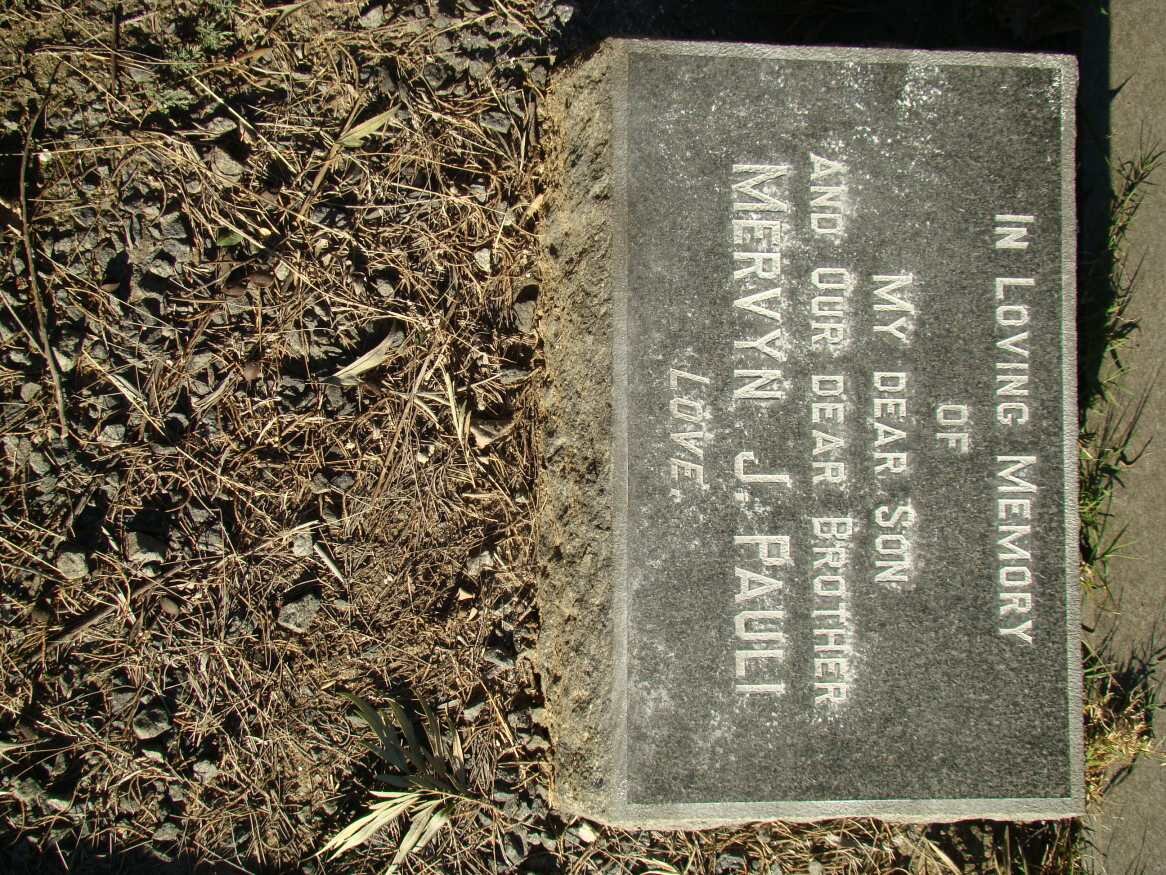 IN LOVING MEMORY
OF
MY DEAR SON
AND OUR DEAR BROTHER
MERVYN J. PAULI
LOVE,